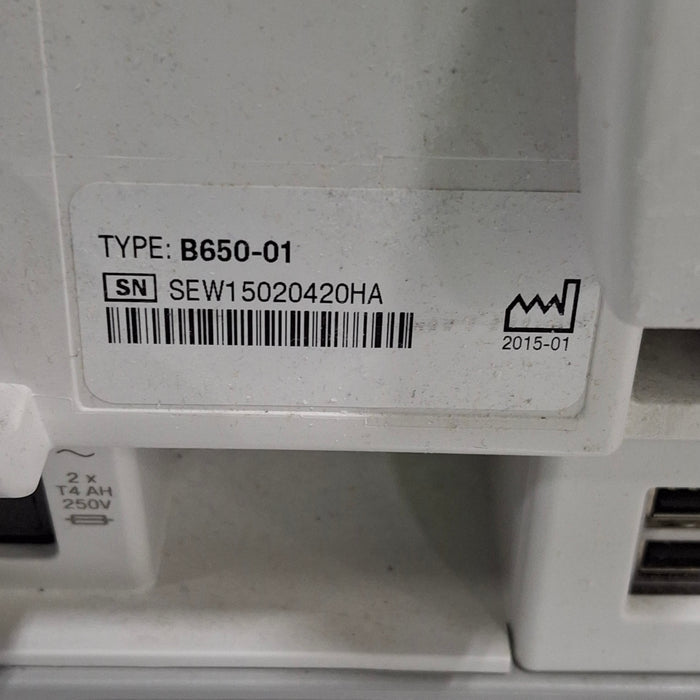 TYPE: B650-01
SN SEW15020420HA
2015-01
2 x
T4 AH
250V